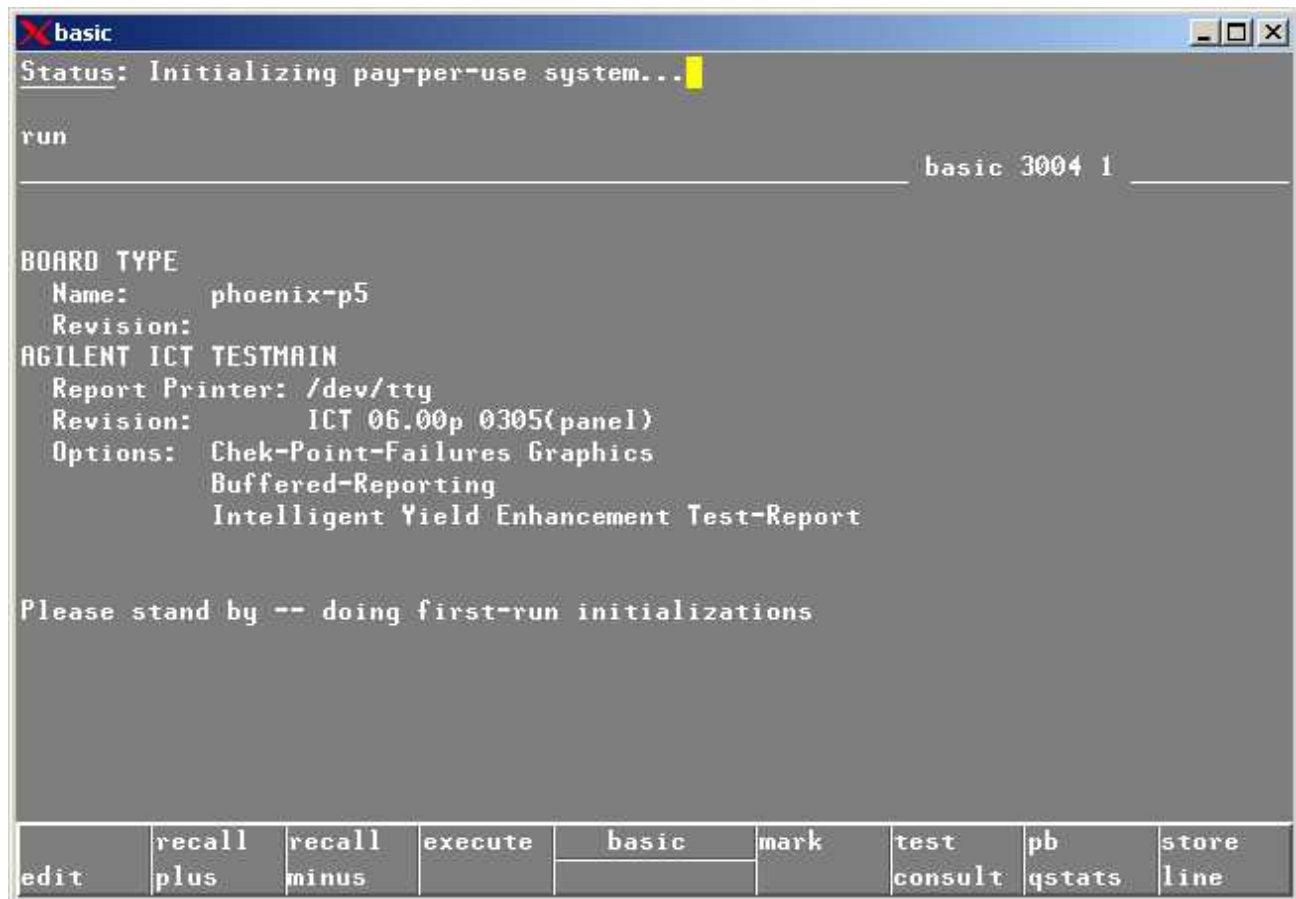 basic
Status: Initializing pay-per-use system...
run
basic 3004 1
BOARD TYPE
Name: phoenix-p5
Revision:
AGILENT ICT TESTMAIN
Report Printer: /dev/tty
Revision: ICT 06.00p 0305(panel)
Options: Chek-Point-Failures Graphics
Buffered-Reporting
Intelligent Yield Enhancement Test-Report
Please stand by -- doing first-run initializations
recall recall execute basic mark test pb store
edit plus minus consult qstats line